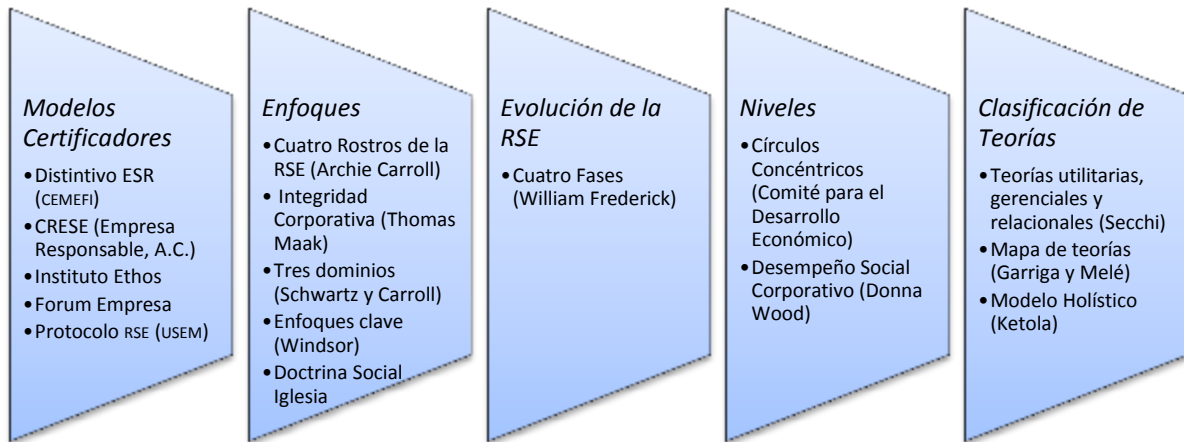 Modelos
Certificadores
•Distintivo ESR
(CEMEFI)
•CRESE (Empresa
Responsable, A.C.)
•Instituto Ethos
•Forum Empresa
•Protocolo RSE (USEM)
Enfoques
•Cuatro Rostros de la
RSE (Archie Carroll)
• Integridad
Corporativa (Thomas
Maak)
•Tres dominios
(Schwartz y Carroll)
•Enfoques clave
(Windsor)
•Doctrina Social
Iglesia
Evolución de la
RSE
•Cuatro Fases
(William Frederick)
Niveles
•Círculos
Concéntricos
(Comité para el
Desarrollo
Económico)
•Desempeño Social
Corporativo (Donna
Wood)
Clasificación de
Teorías
•Teorías utilitarias,
gerenciales y
relacionales (Secchi)
•Mapa de teorías
(Garriga y Melé)
•Modelo Holístico
(Ketola)